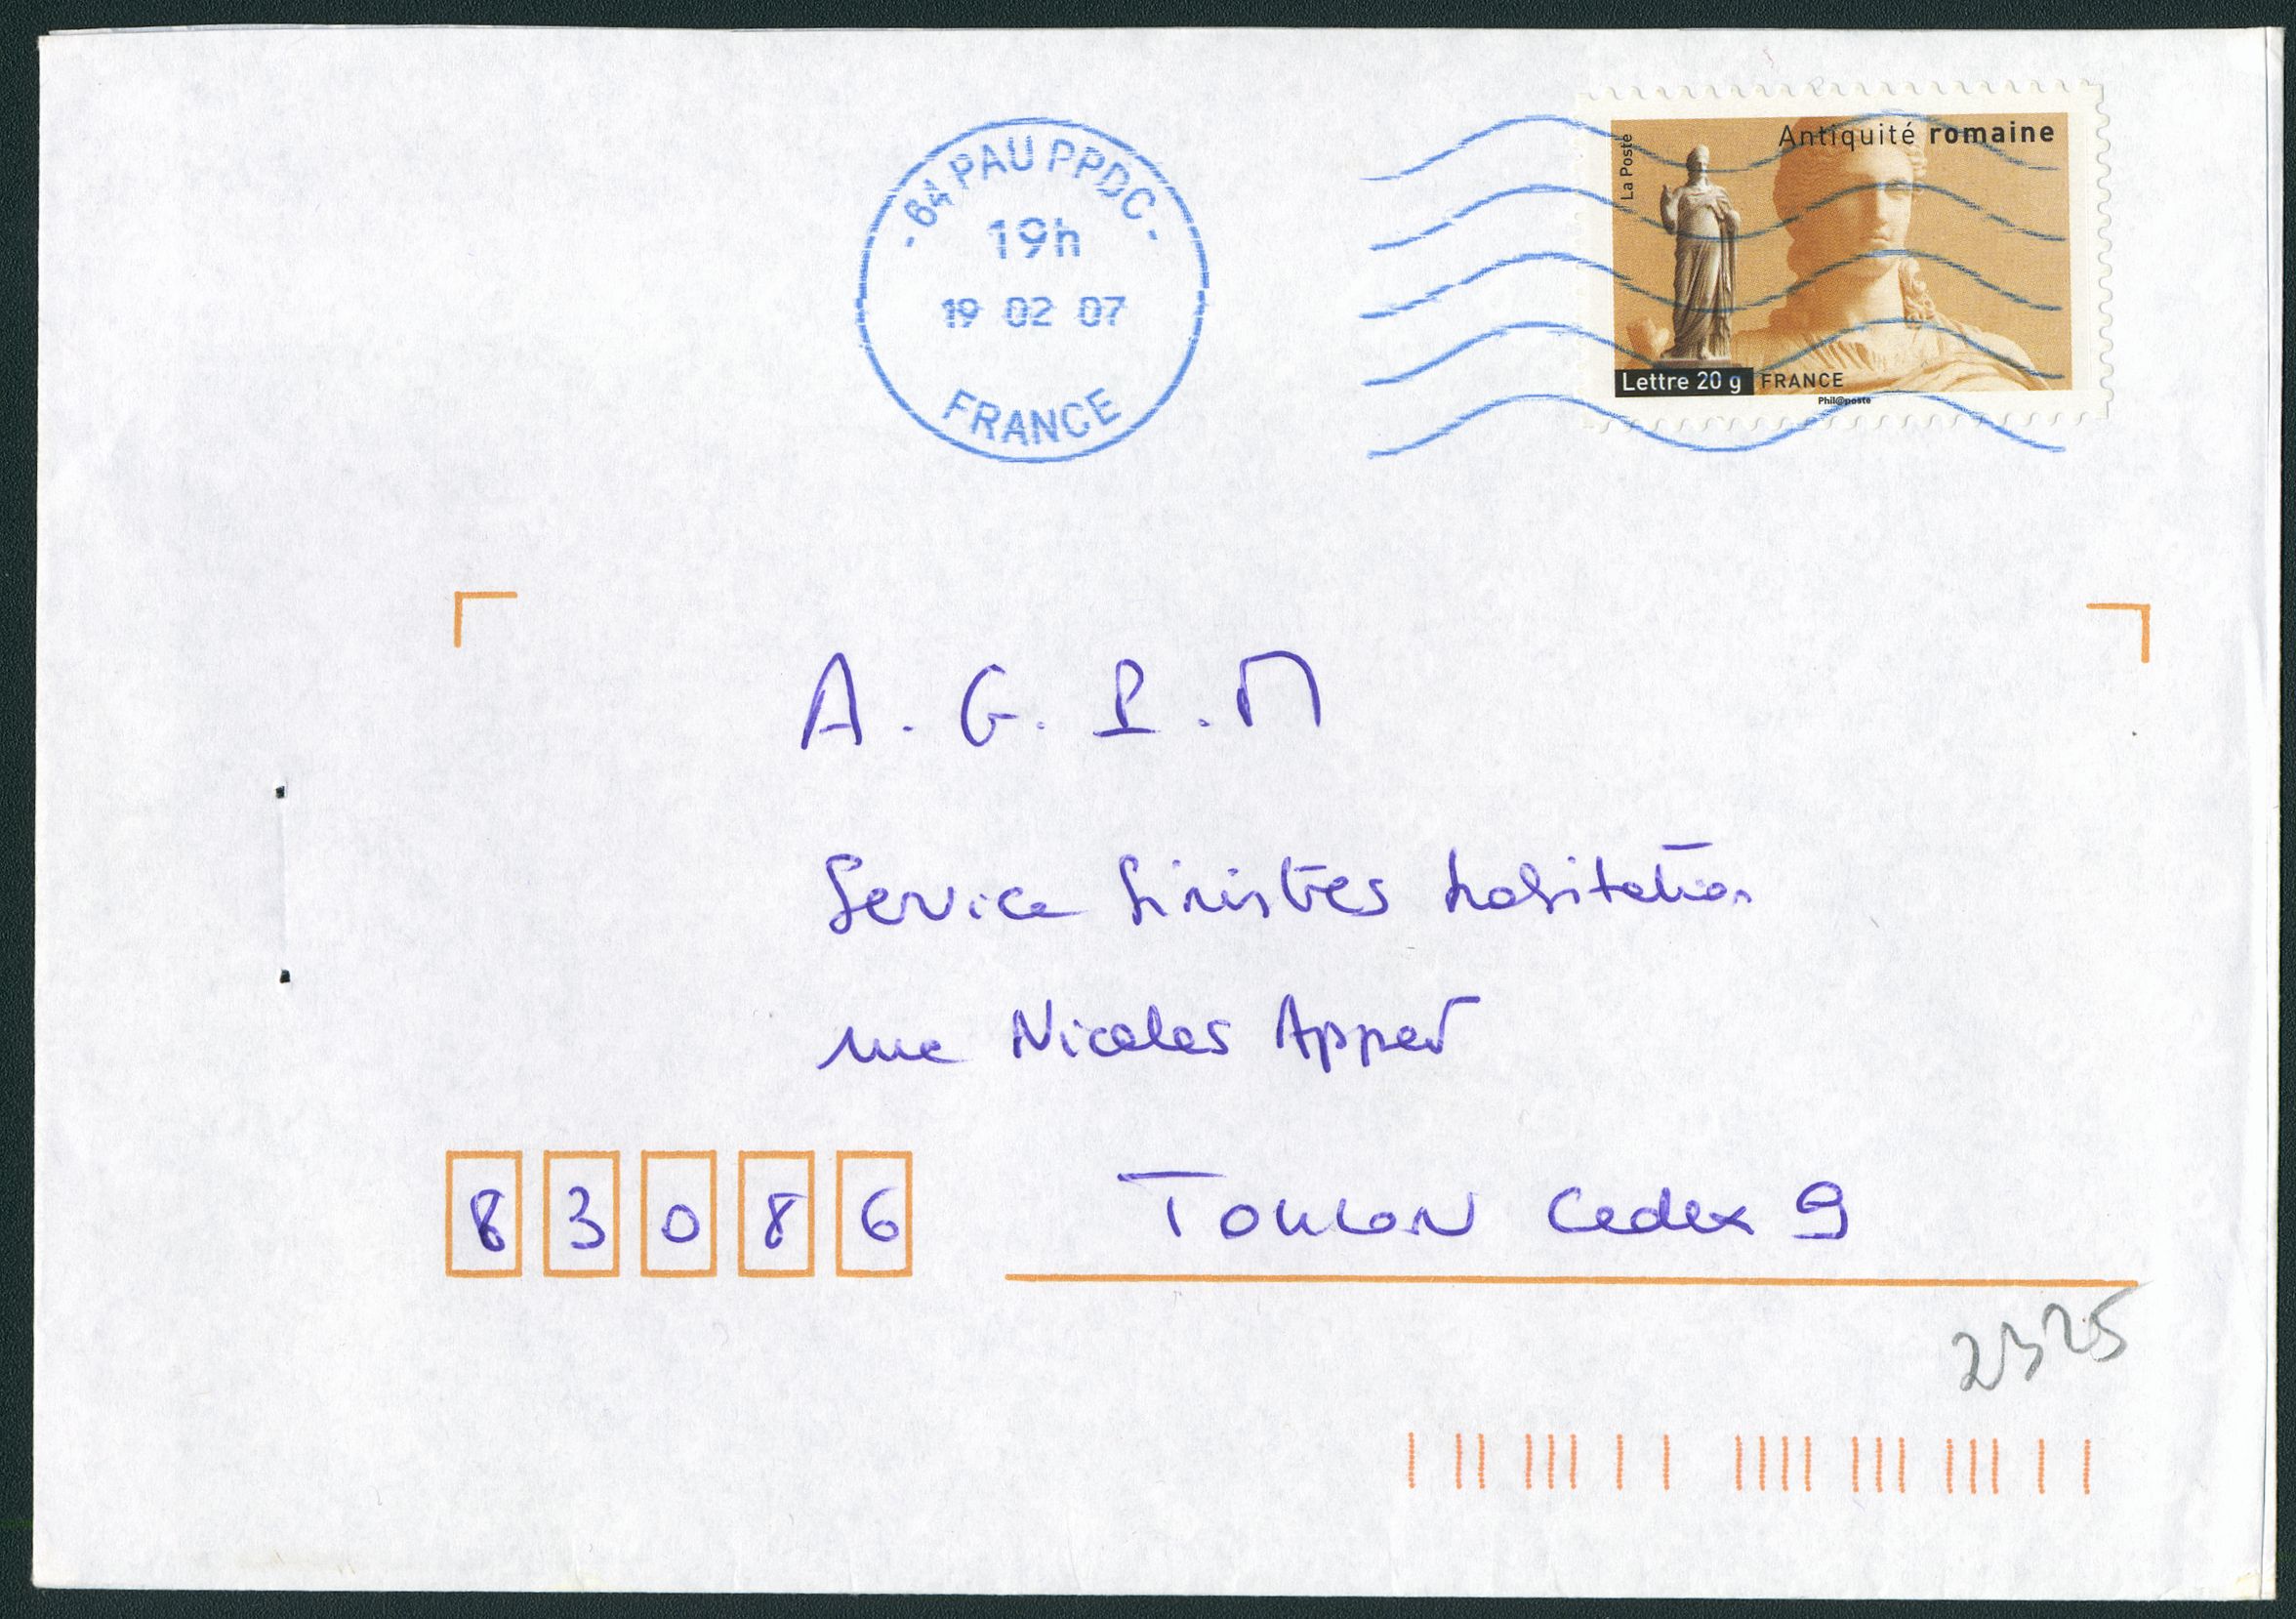 - 64 PAU PPDC -
19h
19 02 07
FRANCE
Antiquité romaine
La Poste
Lettre 20 g FRANCE
Phil@poste
A. G. I. M
Service Sinistres habitation
rue Nicolas Appert
83086 Toulon Cedex 9
2325